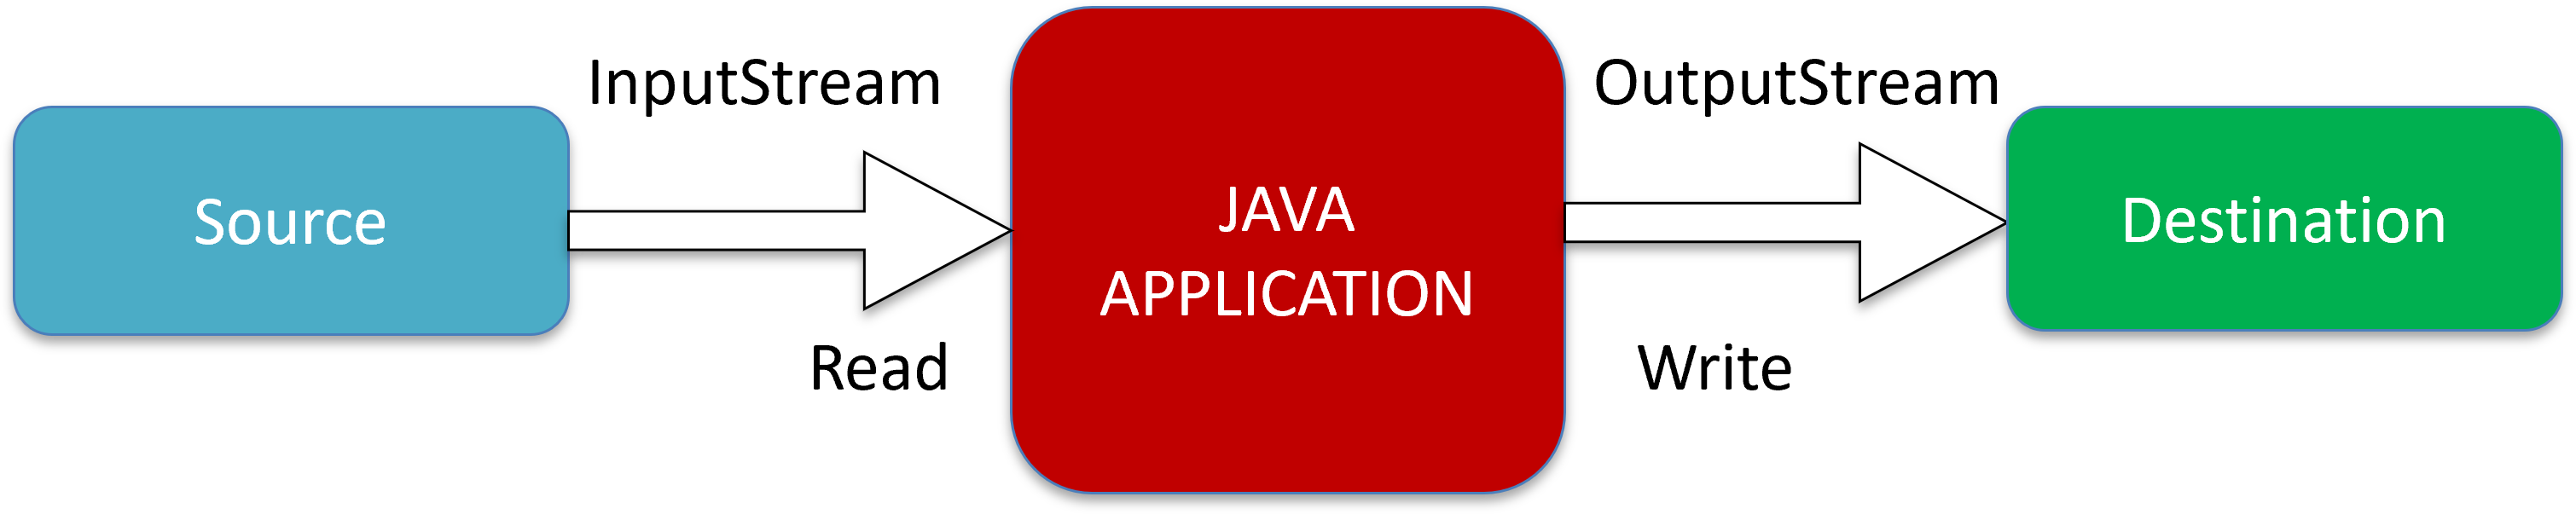 InputStream
OutputStream
Source
JAVA
APPLICATION
Destination
Read
Write